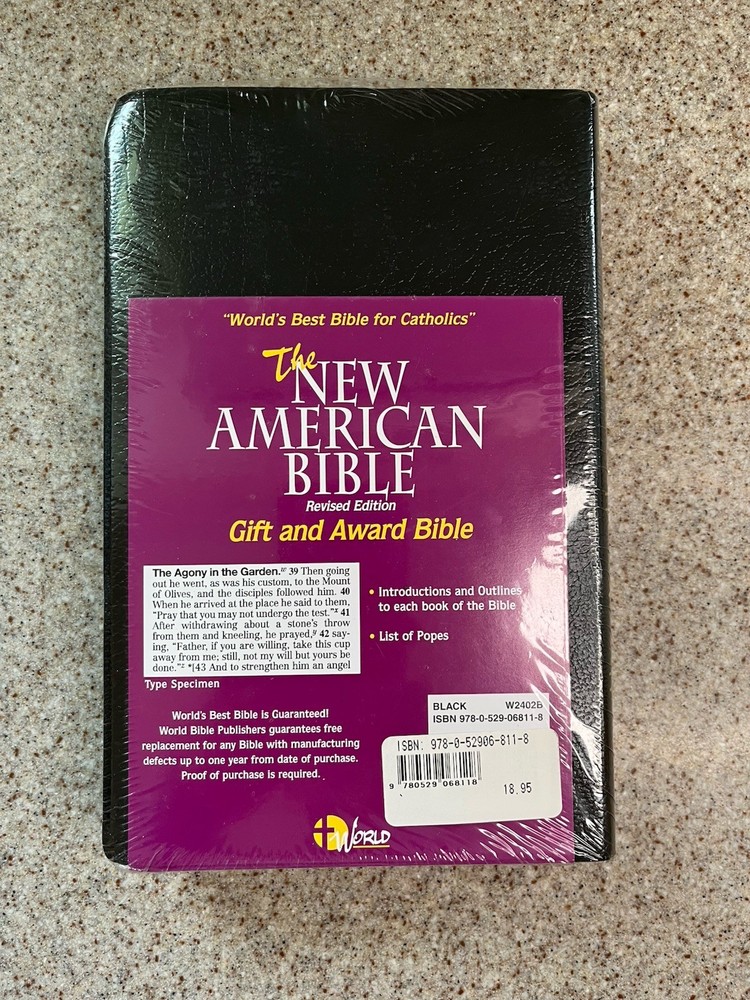 "World's Best Bible for Catholics"
The
NEW
AMERICAN
BIBLE
Revised Edition
Gift and Award Bible
The Agony in the Garden.w 39 Then going
out he went, as was his custom, to the Mount
of Olives, and the disciples followed him. 40
When he arrived at the place he said to them,
"Pray that you may not undergo the test."x 41
After withdrawing about a stone's throw
from them and kneeling, he prayed,y 42 say-
ing, "Father, if you are willing, take this cup
away from me; still, not my will but yours be
done."z *[43 And to strengthen him an angel
Type Specimen
• Introductions and Outlines
to each book of the Bible
• List of Popes
World's Best Bible is Guaranteed!
World Bible Publishers guarantees free
replacement for any Bible with manufacturing
defects up to one year from date of purchase.
Proof of purchase is required.
BLACK W2402B
ISBN 978-0-529-06811-8
ISBN: 978-0-52906-811-8
9 780529 068118
18.95
WORLD